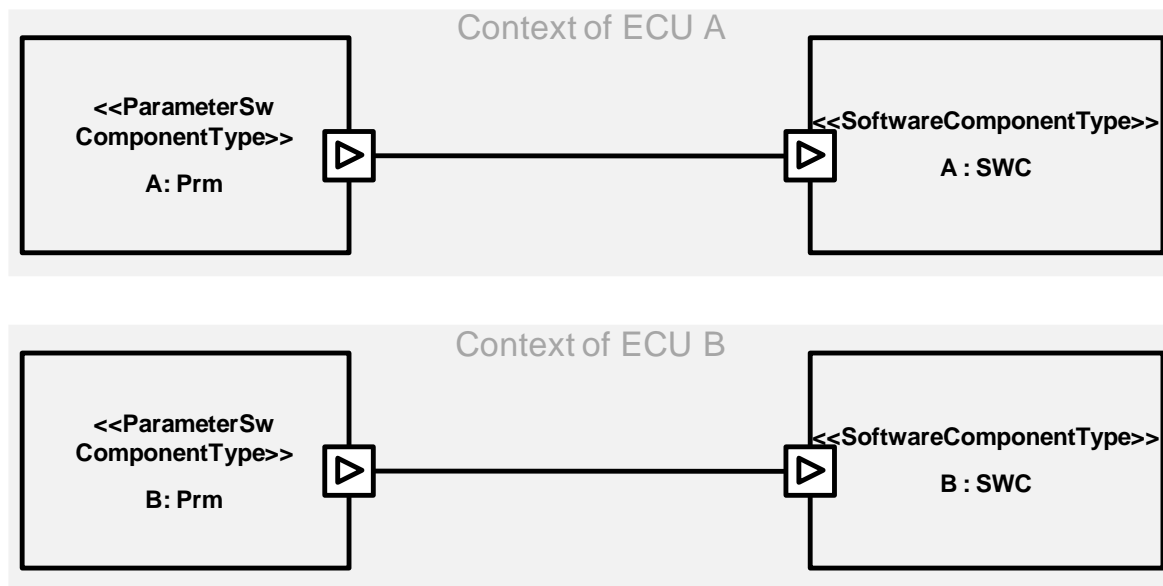 Context of ECU A
<<ParameterSw
ComponentType>>
A: Prm
<<SoftwareComponentType>>
A : SWC
Context of ECU B
<<ParameterSw
ComponentType>>
B: Prm
<<SoftwareComponentType>>
B : SWC